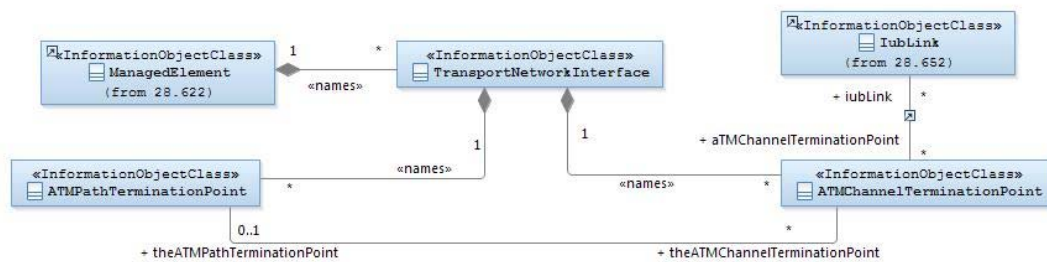 «InformationObjectClass»
ManagedElement
(from 28.622)
1
*
«names»
«InformationObjectClass»
TransportNetworkInterface
«InformationObjectClass»
IubLink
(from 28.652)
+ iubLink
*
+ aTMChannelTerminationPoint
*
1
«names»
*
1
«names»
*
«InformationObjectClass»
ATMPathTerminationPoint
«InformationObjectClass»
ATMChannelTerminationPoint
0..1
+ theATMPathTerminationPoint
*
+ theATMChannelTerminationPoint